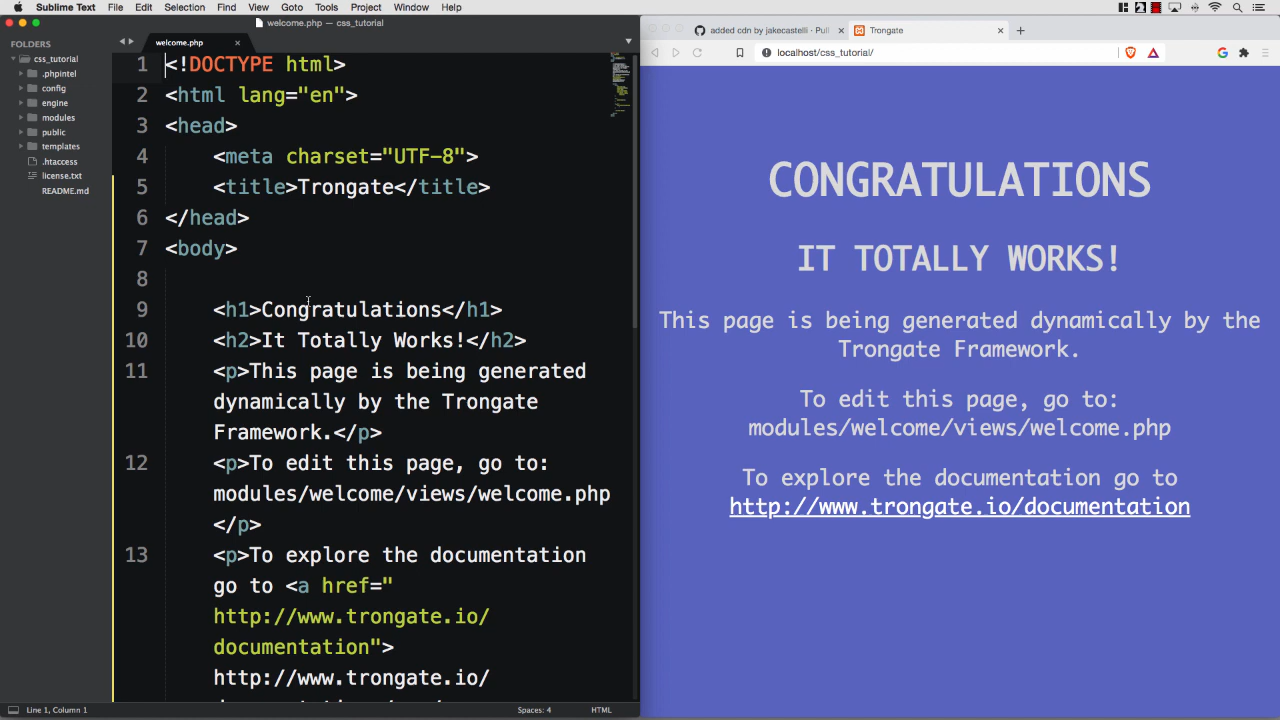 Sublime Text File Edit Selection Find View Goto Tools Project Window Help
welcome.php — css_tutorial
FOLDERS
css_tutorial
.phpintel
config
engine
modules
public
templates
.htaccess
license.txt
README.md
welcome.php ×
1 <!DOCTYPE html>
2 <html lang="en">
3 <head>
4 <meta charset="UTF-8">
5 <title>Trongate</title>
6 </head>
7 <body>
8
9 <h1>Congratulations</h1>
10 <h2>It Totally Works!</h2>
11 <p>This page is being generated
dynamically by the Trongate
Framework.</p>
12 <p>To edit this page, go to:
modules/welcome/views/welcome.php
</p>
13 <p>To explore the documentation
go to <a href="
http://www.trongate.io/
documentation">
http://www.trongate.io/
Line 1, Column 1 Spaces: 4 HTML
added cdn by jakecastelli · Pull × Trongate × +
localhost/css_tutorial/
CONGRATULATIONS
IT TOTALLY WORKS!
This page is being generated dynamically by the
Trongate Framework.
To edit this page, go to:
modules/welcome/views/welcome.php
To explore the documentation go to
http://www.trongate.io/documentation